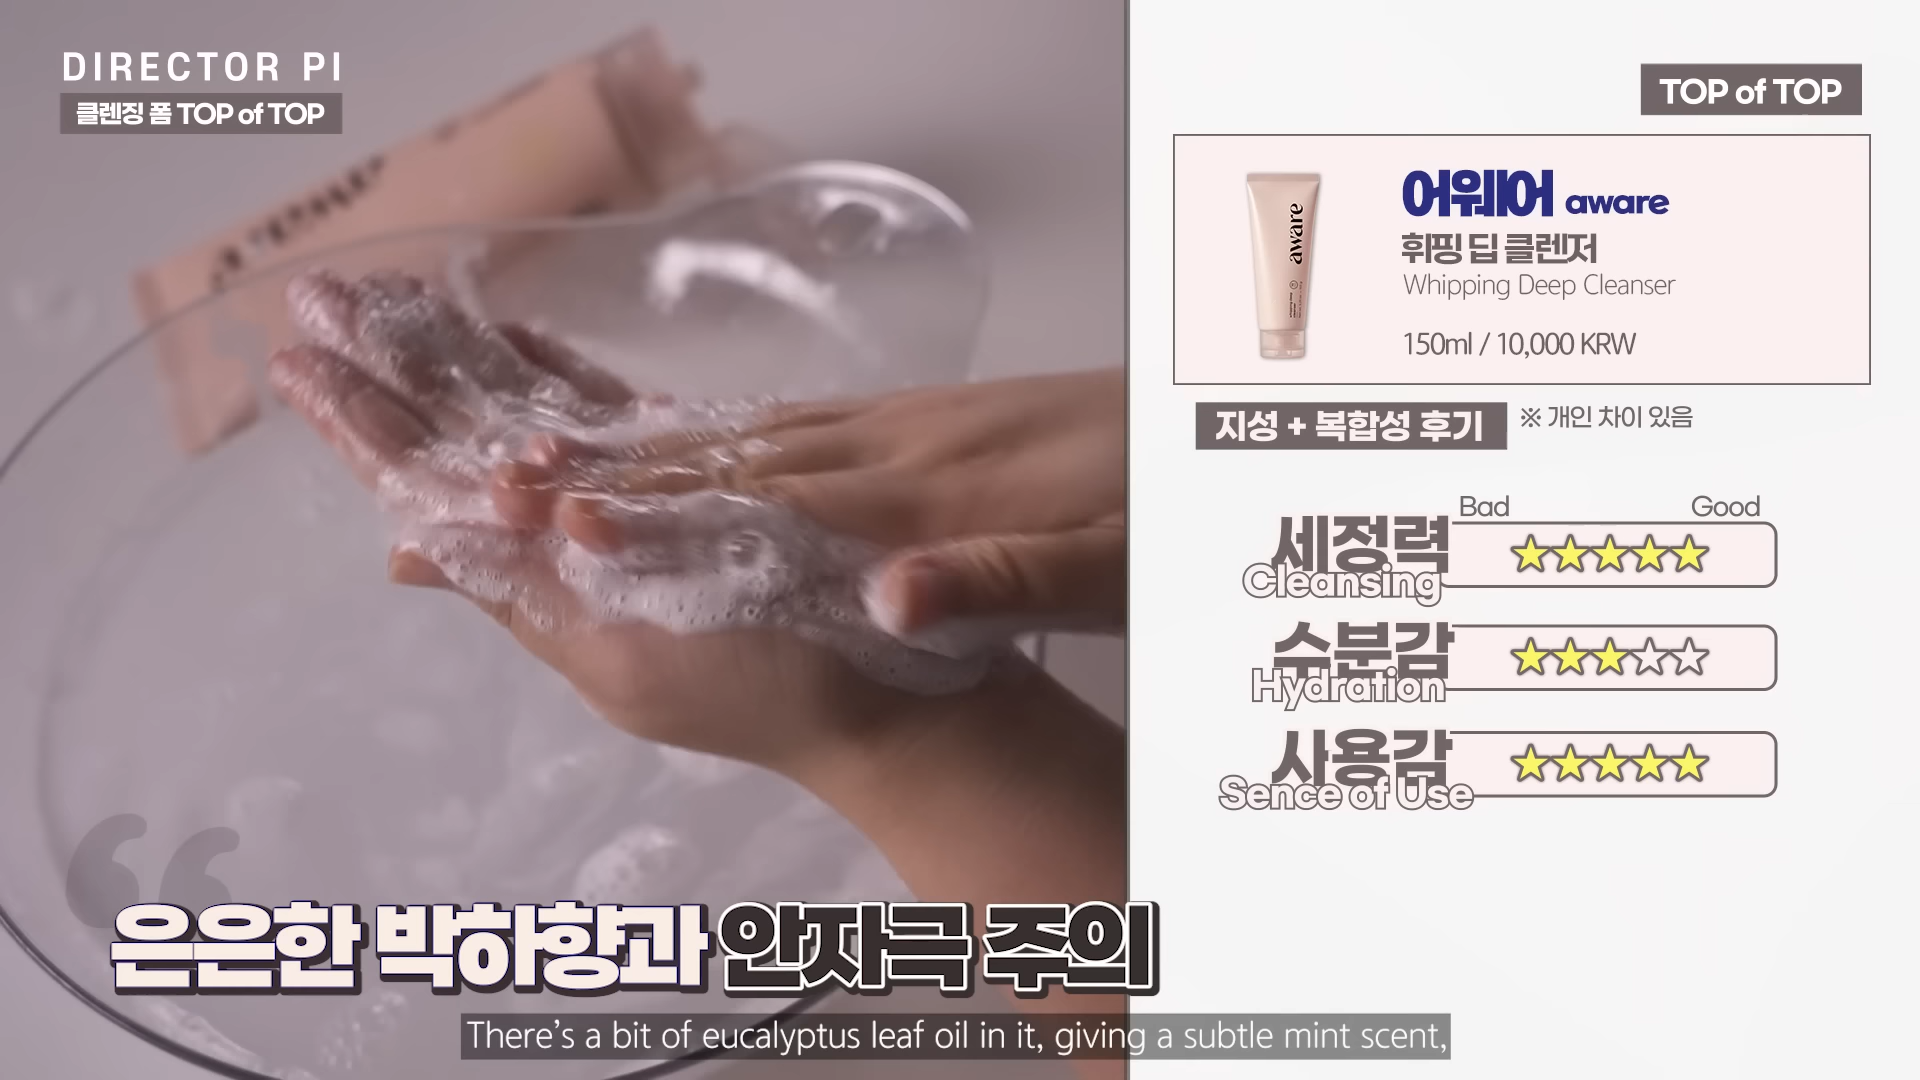 DIRECTOR PI
클렌징 폼 TOP of TOP
aware
TOP of TOP
aware
어웨어 aware
휘핑 딥 클렌저
Whipping Deep Cleanser
150ml / 10,000 KRW
지성 + 복합성 후기
※ 개인 차이 있음
Bad Good
세정력
Cleansing
수분감
Hydration
사용감
Sence of Use
“
은은한 박하향과 안자극 주의
There’s a bit of eucalyptus leaf oil in it, giving a subtle mint scent,